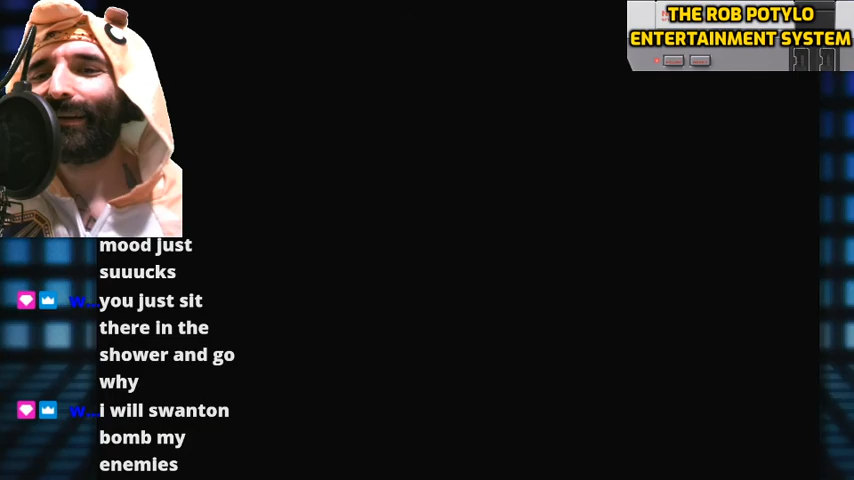 THE ROB POTYLO
ENTERTAINMENT SYSTEM
mood just
suuucks
w...you just sit
there in the
shower and go
why
w...i will swanton
bomb my
enemies